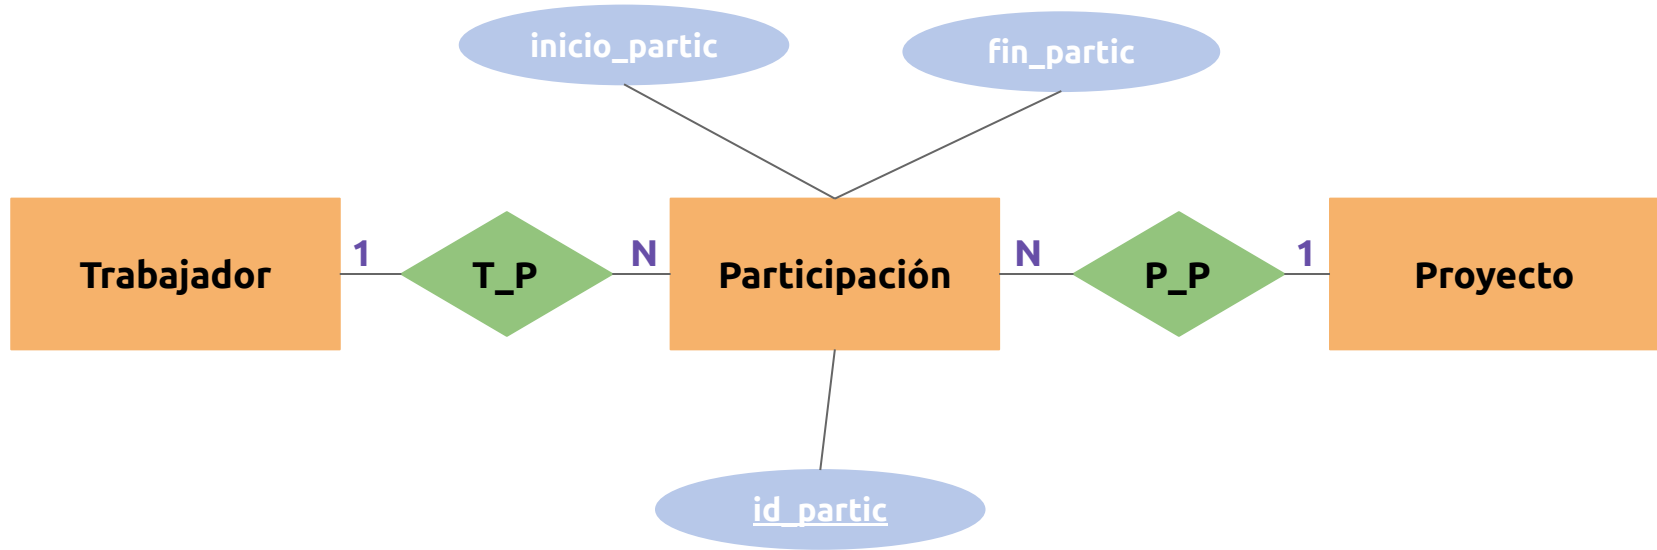 inicio_partic
fin_partic
Trabajador
1
T_P
N
Participación
N
P_P
1
Proyecto
id_partic